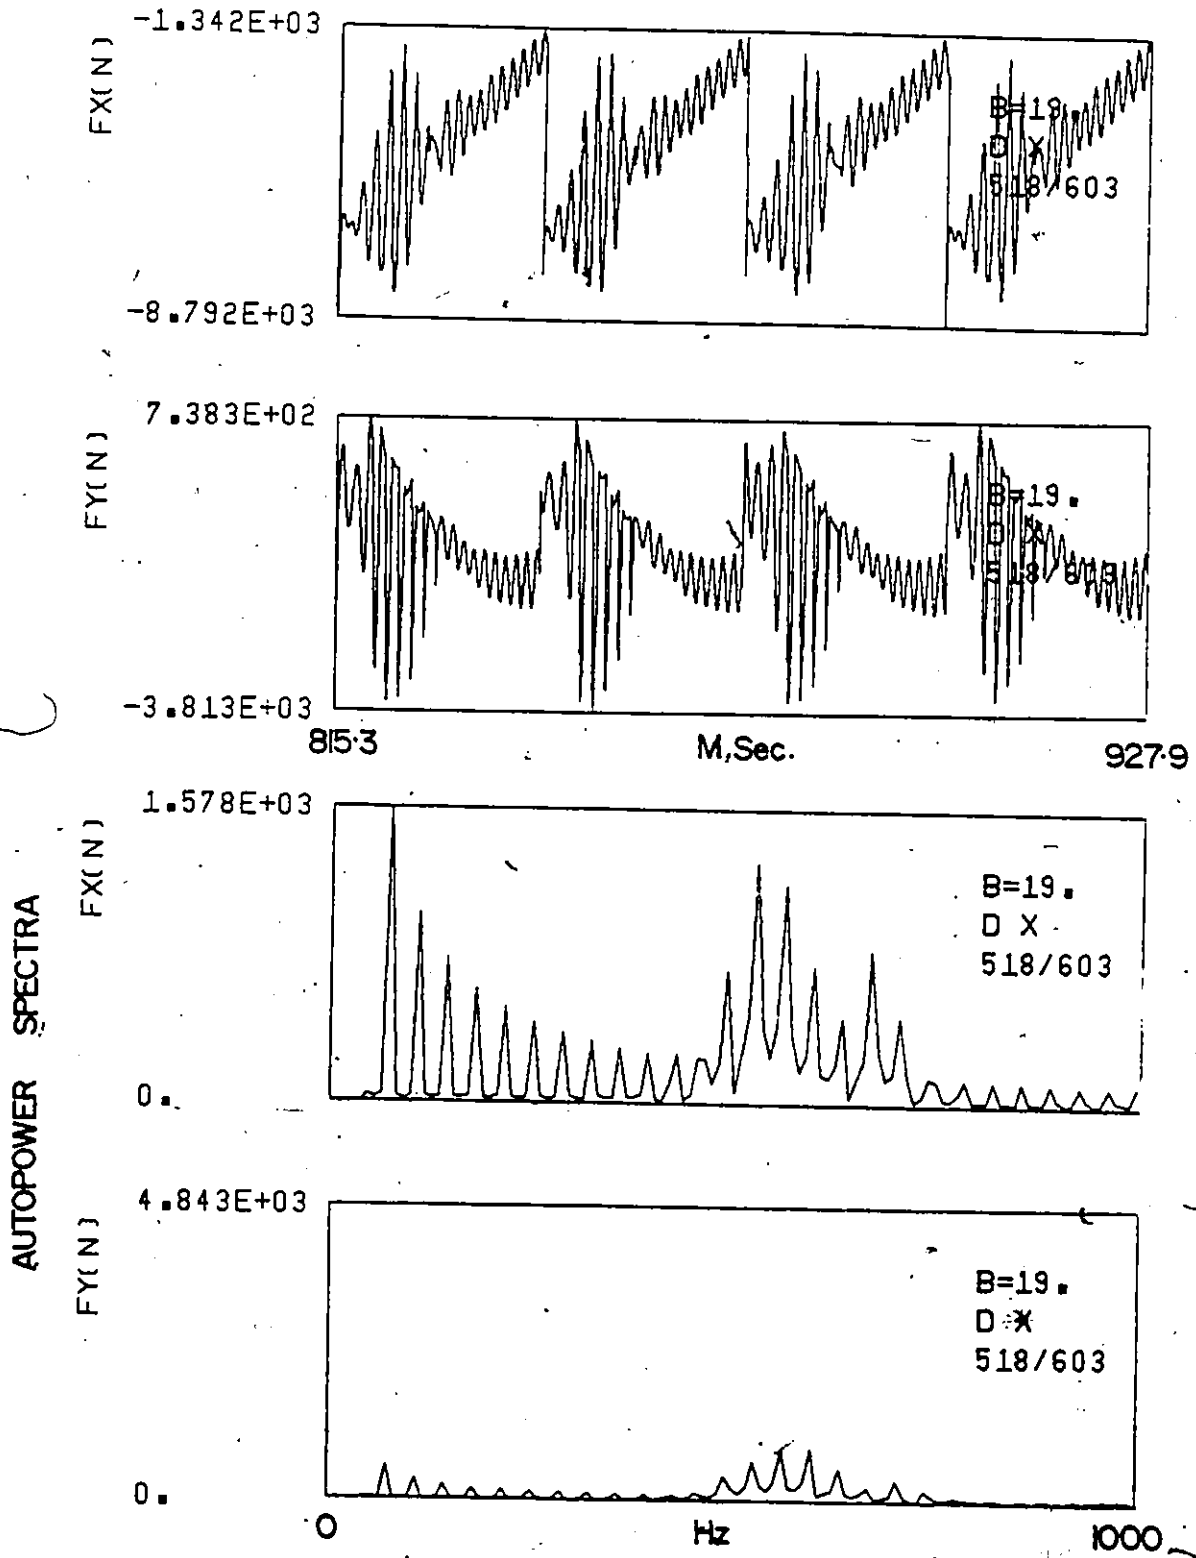 -1.342E+03
FX(N)
B=19.
D X
518/603
-8.792E+03
7.383E+02
FY(N)
B=19.
D X
518/603
-3.813E+03
815.3
M.Sec.
927.9
AUTOPOWER SPECTRA
1.578E+03
FX(N)
B=19.
D X
518/603
0.
4.843E+03
FY(N)
B=19.
D X
518/603
0.
0
Hz
1000